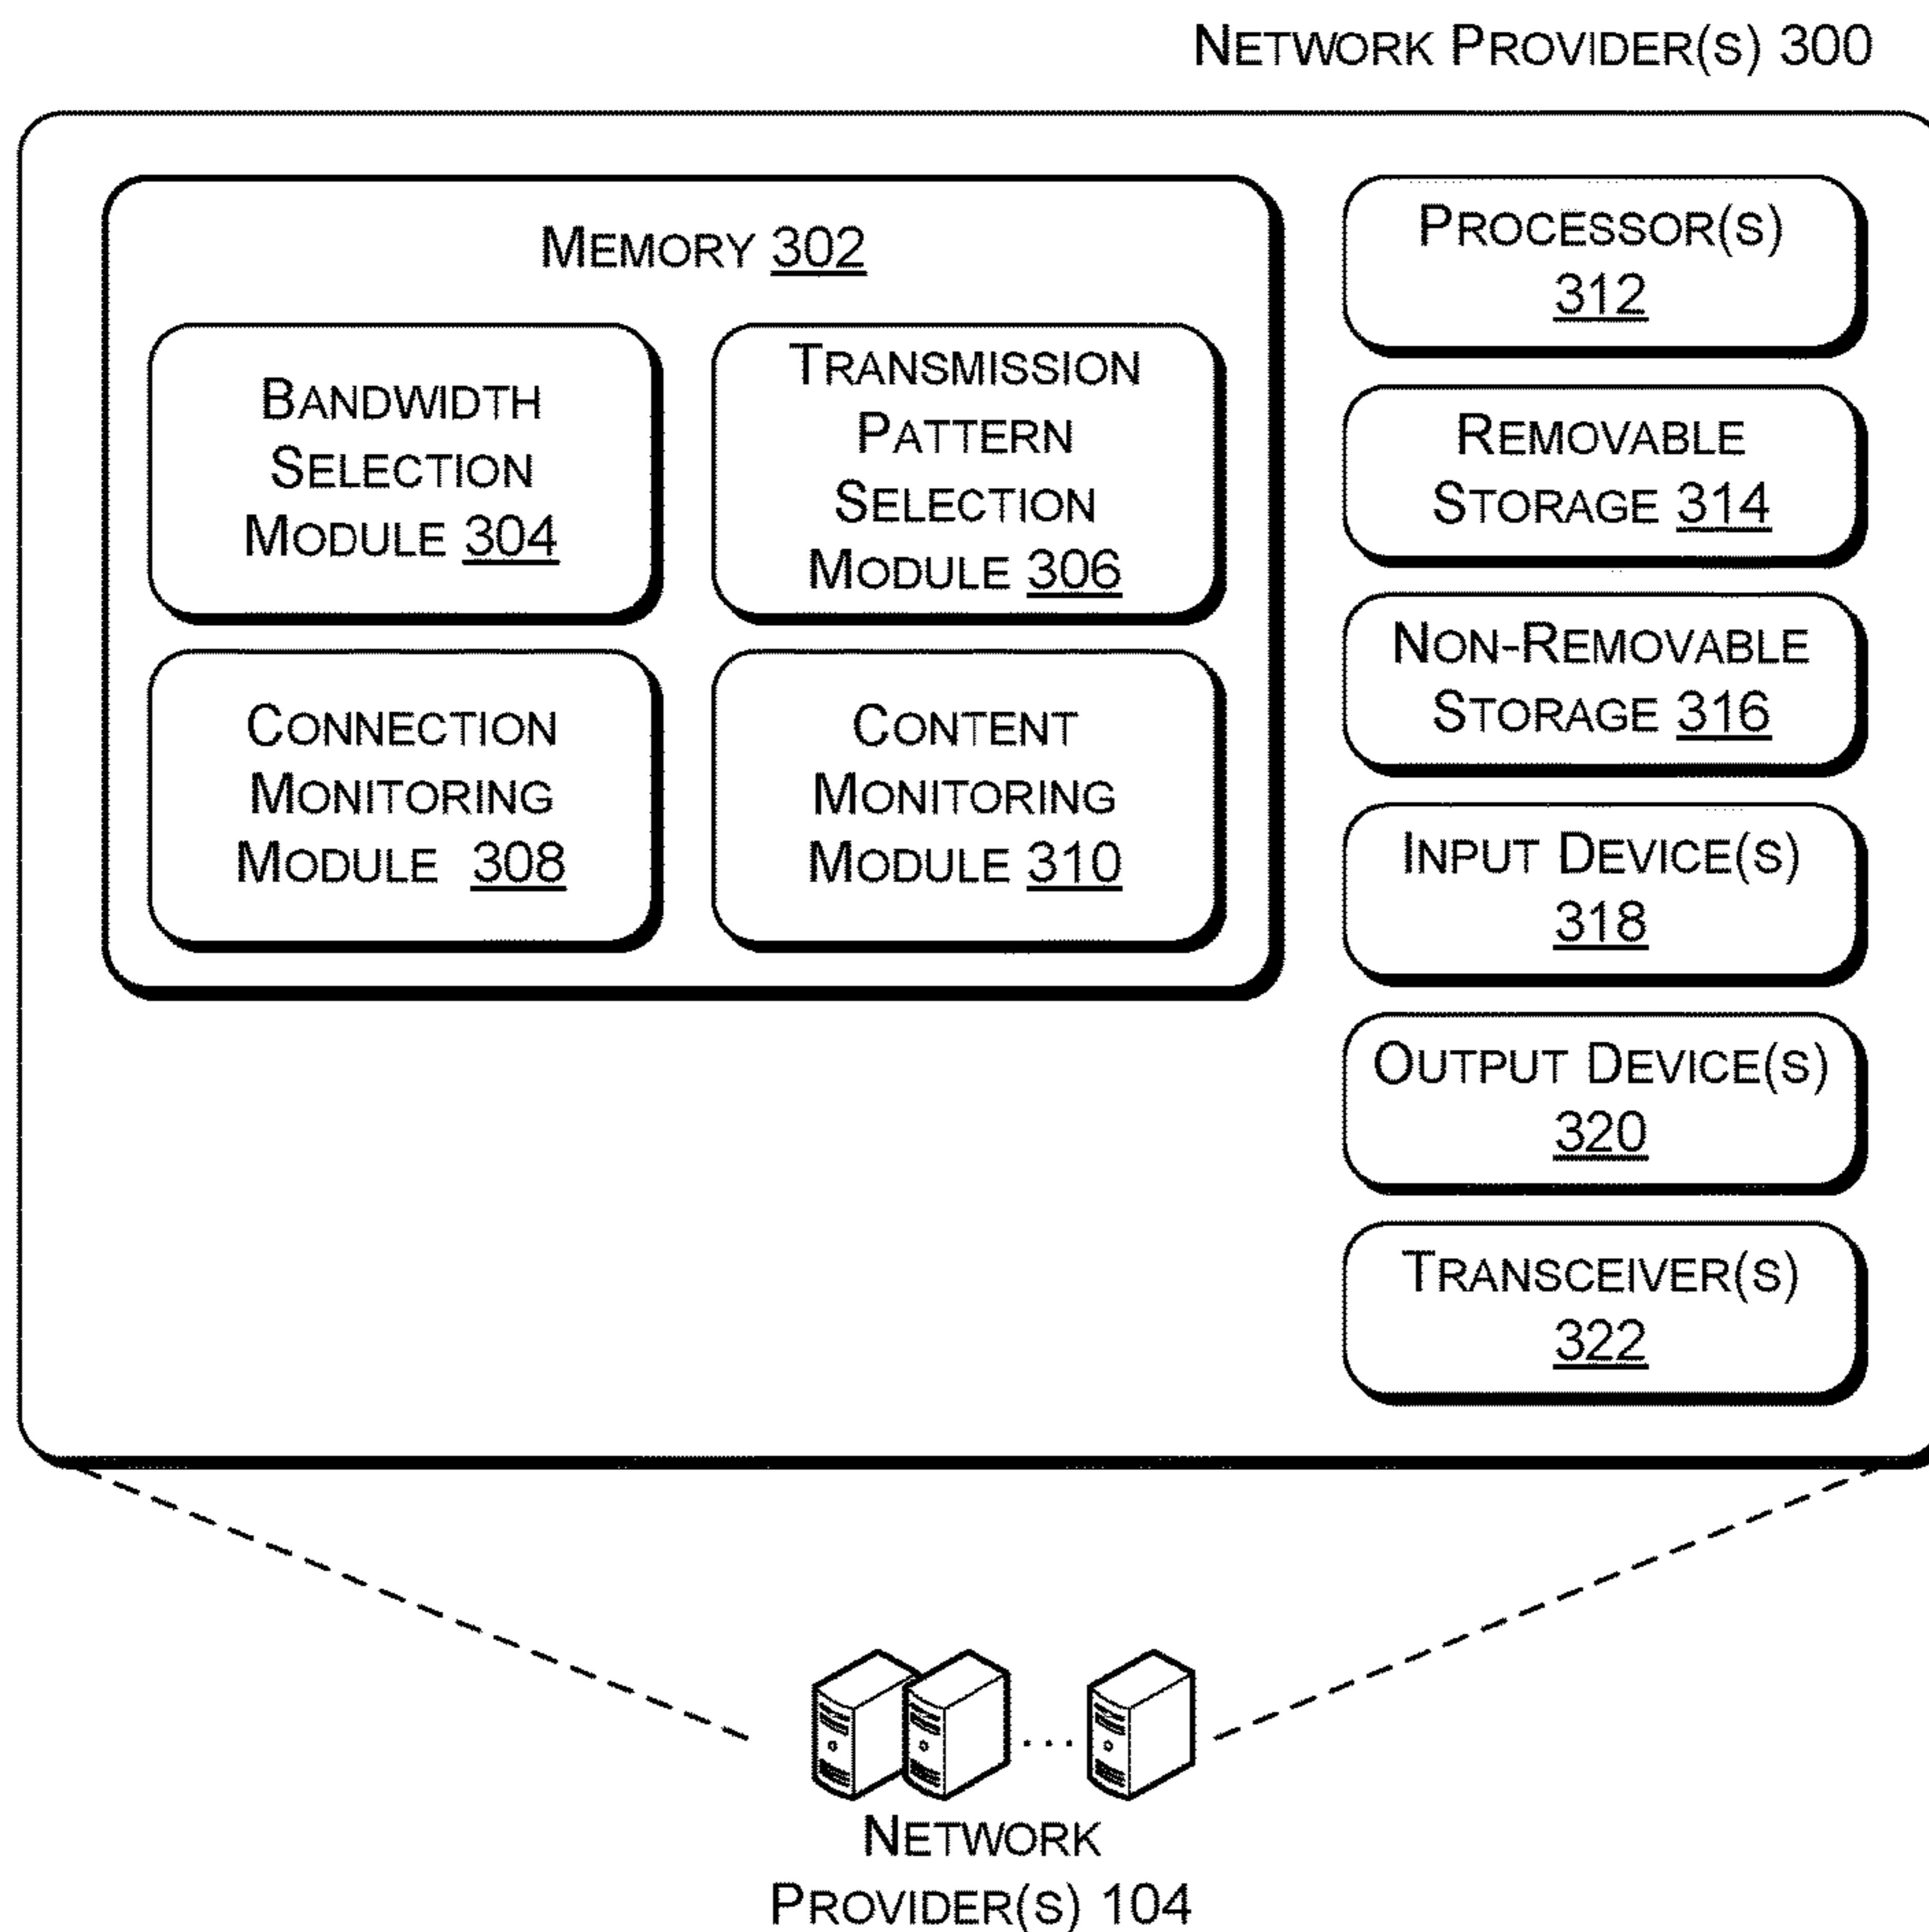 NETWORK PROVIDER(S) 300
MEMORY 302
BANDWIDTH
SELECTION
MODULE 304
TRANSMISSION
PATTERN
SELECTION
MODULE 306
CONNECTION
MONITORING
MODULE 308
CONTENT
MONITORING
MODULE 310
PROCESSOR(S)
312
REMOVABLE
STORAGE 314
NON-REMOVABLE
STORAGE 316
INPUT DEVICE(S)
318
OUTPUT DEVICE(S)
320
TRANSCEIVER(S)
322
...
NETWORK
PROVIDER(S) 104